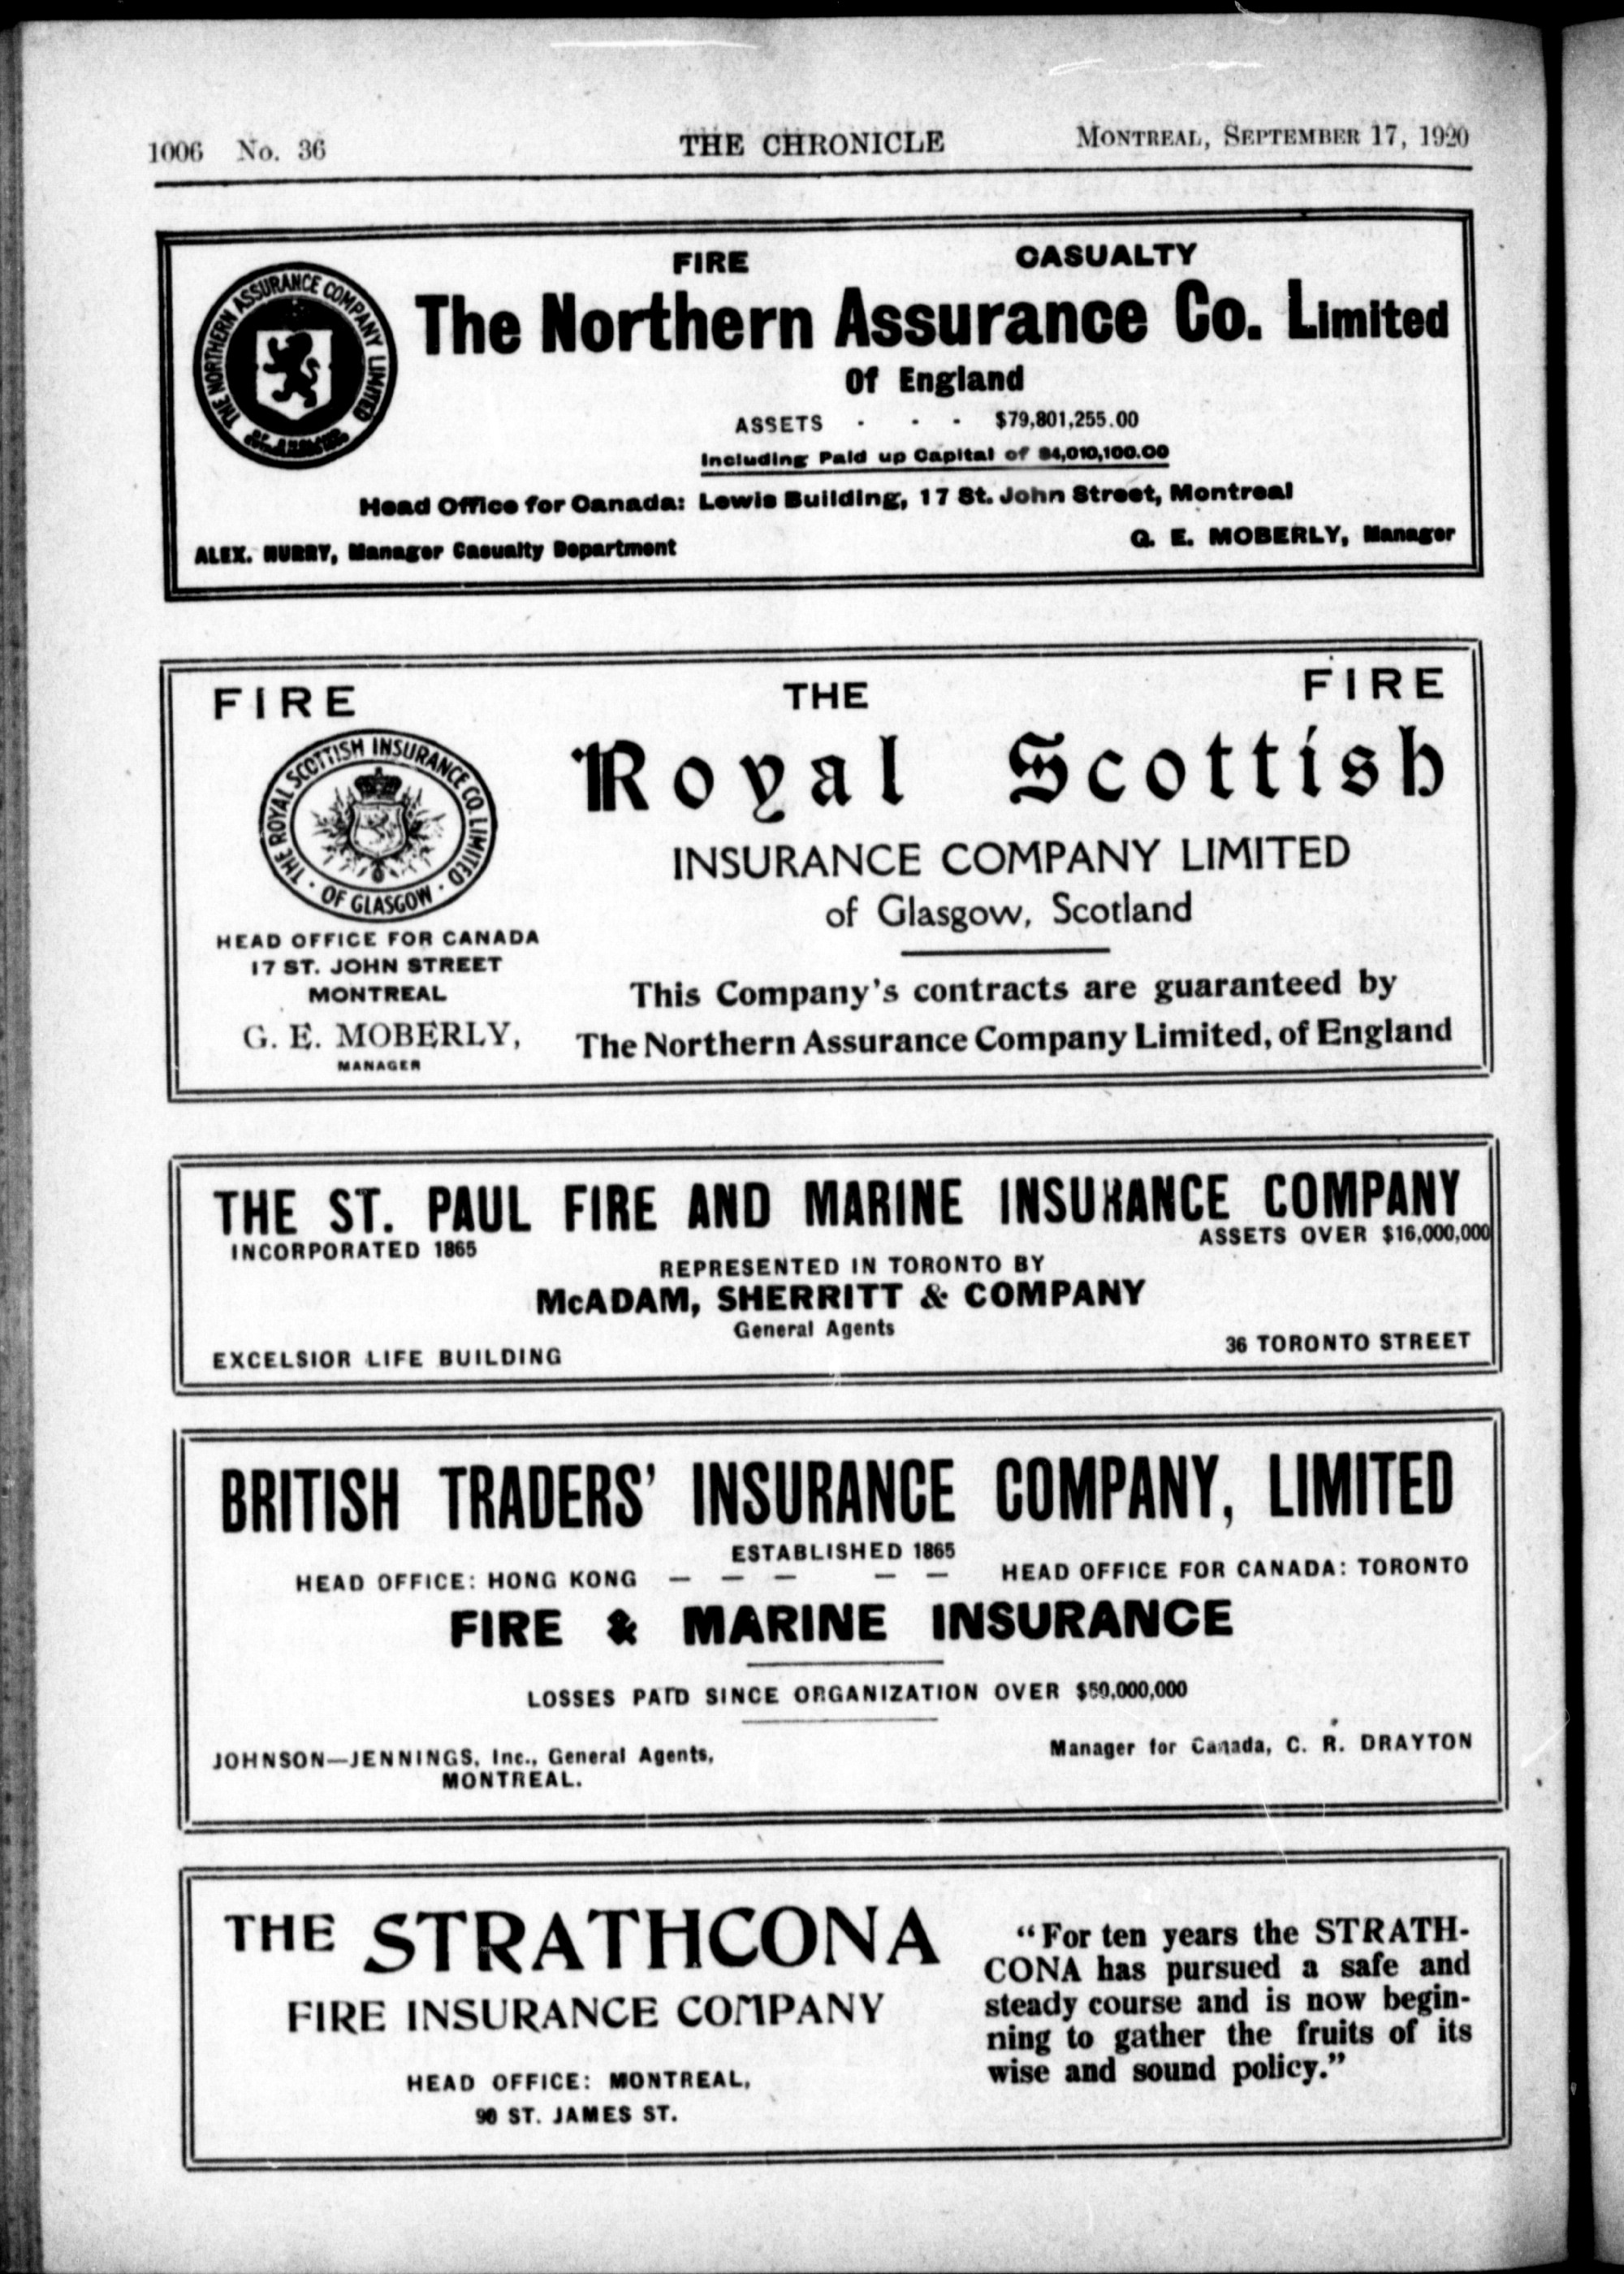 1006 No. 36 THE CHRONICLE MONTREAL, SEPTEMBER 17, 1920
FIRE CASUALTY
THE NORTHERN ASSURANCE COMPANY LIMITED
The Northern Assurance Co. Limited
Of England
ASSETS - - - $79,801,255.00
Including Paid up Capital of $4,010,100.00
Head Office for Canada: Lewis Building, 17 St. John Street, Montreal
ALEX. HURRY, Manager Casualty Department
G. E. MOBERLY, Manager
FIRE THE FIRE
THE ROYAL SCOTTISH INSURANCE CO. LIMITED · OF GLASGOW ·
Royal Scottish
INSURANCE COMPANY LIMITED
of Glasgow, Scotland
HEAD OFFICE FOR CANADA
17 ST. JOHN STREET
MONTREAL
G. E. MOBERLY,
MANAGER
This Company's contracts are guaranteed by
The Northern Assurance Company Limited, of England
THE ST. PAUL FIRE AND MARINE INSURANCE COMPANY
INCORPORATED 1865 ASSETS OVER $16,000,000
REPRESENTED IN TORONTO BY
McADAM, SHERRITT & COMPANY
General Agents
EXCELSIOR LIFE BUILDING 36 TORONTO STREET
BRITISH TRADERS' INSURANCE COMPANY, LIMITED
ESTABLISHED 1865
HEAD OFFICE: HONG KONG — — — — — HEAD OFFICE FOR CANADA: TORONTO
FIRE & MARINE INSURANCE
LOSSES PAID SINCE ORGANIZATION OVER $50,000,000
JOHNSON—JENNINGS, Inc., General Agents,
MONTREAL.
Manager for Canada, C. R. DRAYTON
THE STRATHCONA
FIRE INSURANCE COMPANY
HEAD OFFICE: MONTREAL,
90 ST. JAMES ST.
"For ten years the STRATH-
CONA has pursued a safe and
steady course and is now begin-
ning to gather the fruits of its
wise and sound policy."